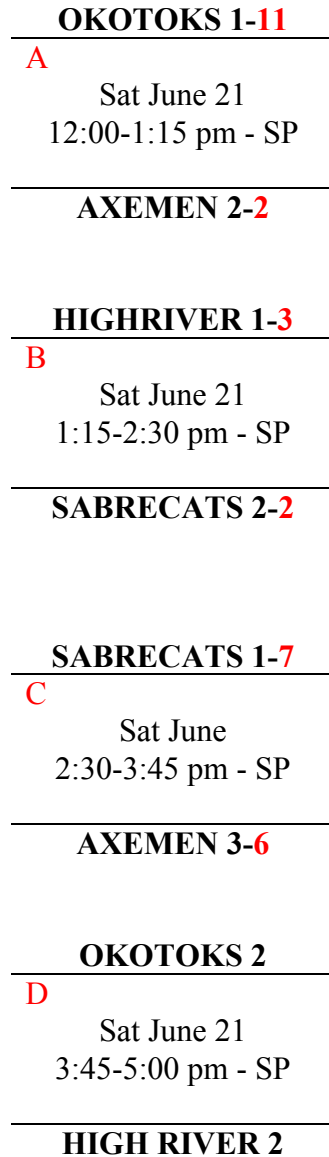 OKOTOKS 1-11
A
Sat June 21
12:00-1:15 pm - SP
AXEMEN 2-2
HIGHRIVER 1-3
B
Sat June 21
1:15-2:30 pm - SP
SABRECATS 2-2
SABRECATS 1-7
C
Sat June
2:30-3:45 pm - SP
AXEMEN 3-6
OKOTOKS 2
D
Sat June 21
3:45-5:00 pm - SP
HIGH RIVER 2